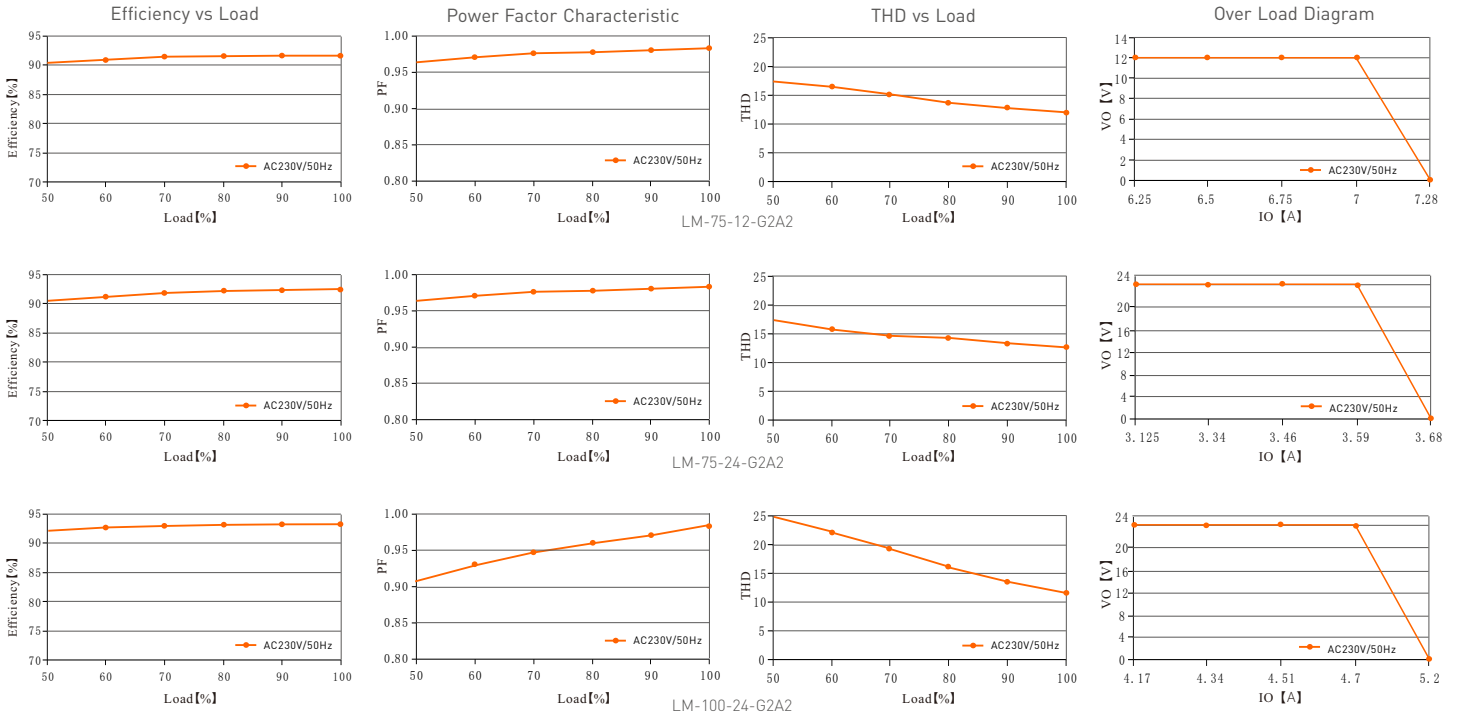 Efficiency vs Load
Power Factor Characteristic
THD vs Load
Over Load Diagram
95
90
85
80
75
70
Efficiency【%】
AC230V/50Hz
50 60 70 80 90 100
Load【%】
1.00
0.95
0.90
0.85
0.80
PF
AC230V/50Hz
50 60 70 80 90 100
Load【%】
25
20
15
10
5
0
THD
AC230V/50Hz
50 60 70 80 90 100
Load【%】
14
12
10
8
6
4
2
0
VO【V】
AC230V/50Hz
6.25 6.5 6.75 7 7.28
IO【A】
LM-75-12-G2A2
95
90
85
80
75
70
Efficiency【%】
AC230V/50Hz
50 60 70 80 90 100
Load【%】
1.00
0.95
0.90
0.85
0.80
PF
AC230V/50Hz
50 60 70 80 90 100
Load【%】
25
20
15
10
5
0
THD
AC230V/50Hz
50 60 70 80 90 100
Load【%】
24
20
16
12
8
4
0
VO【V】
AC230V/50Hz
3.125 3.34 3.46 3.59 3.68
IO【A】
LM-75-24-G2A2
95
90
85
80
75
70
Efficiency【%】
AC230V/50Hz
50 60 70 80 90 100
Load【%】
1.00
0.95
0.90
0.85
0.80
PF
AC230V/50Hz
50 60 70 80 90 100
Load【%】
25
20
15
10
5
0
THD
AC230V/50Hz
50 60 70 80 90 100
Load【%】
24
20
16
12
8
4
0
VO【V】
AC230V/50Hz
4.17 4.34 4.51 4.7 5.2
IO【A】
LM-100-24-G2A2